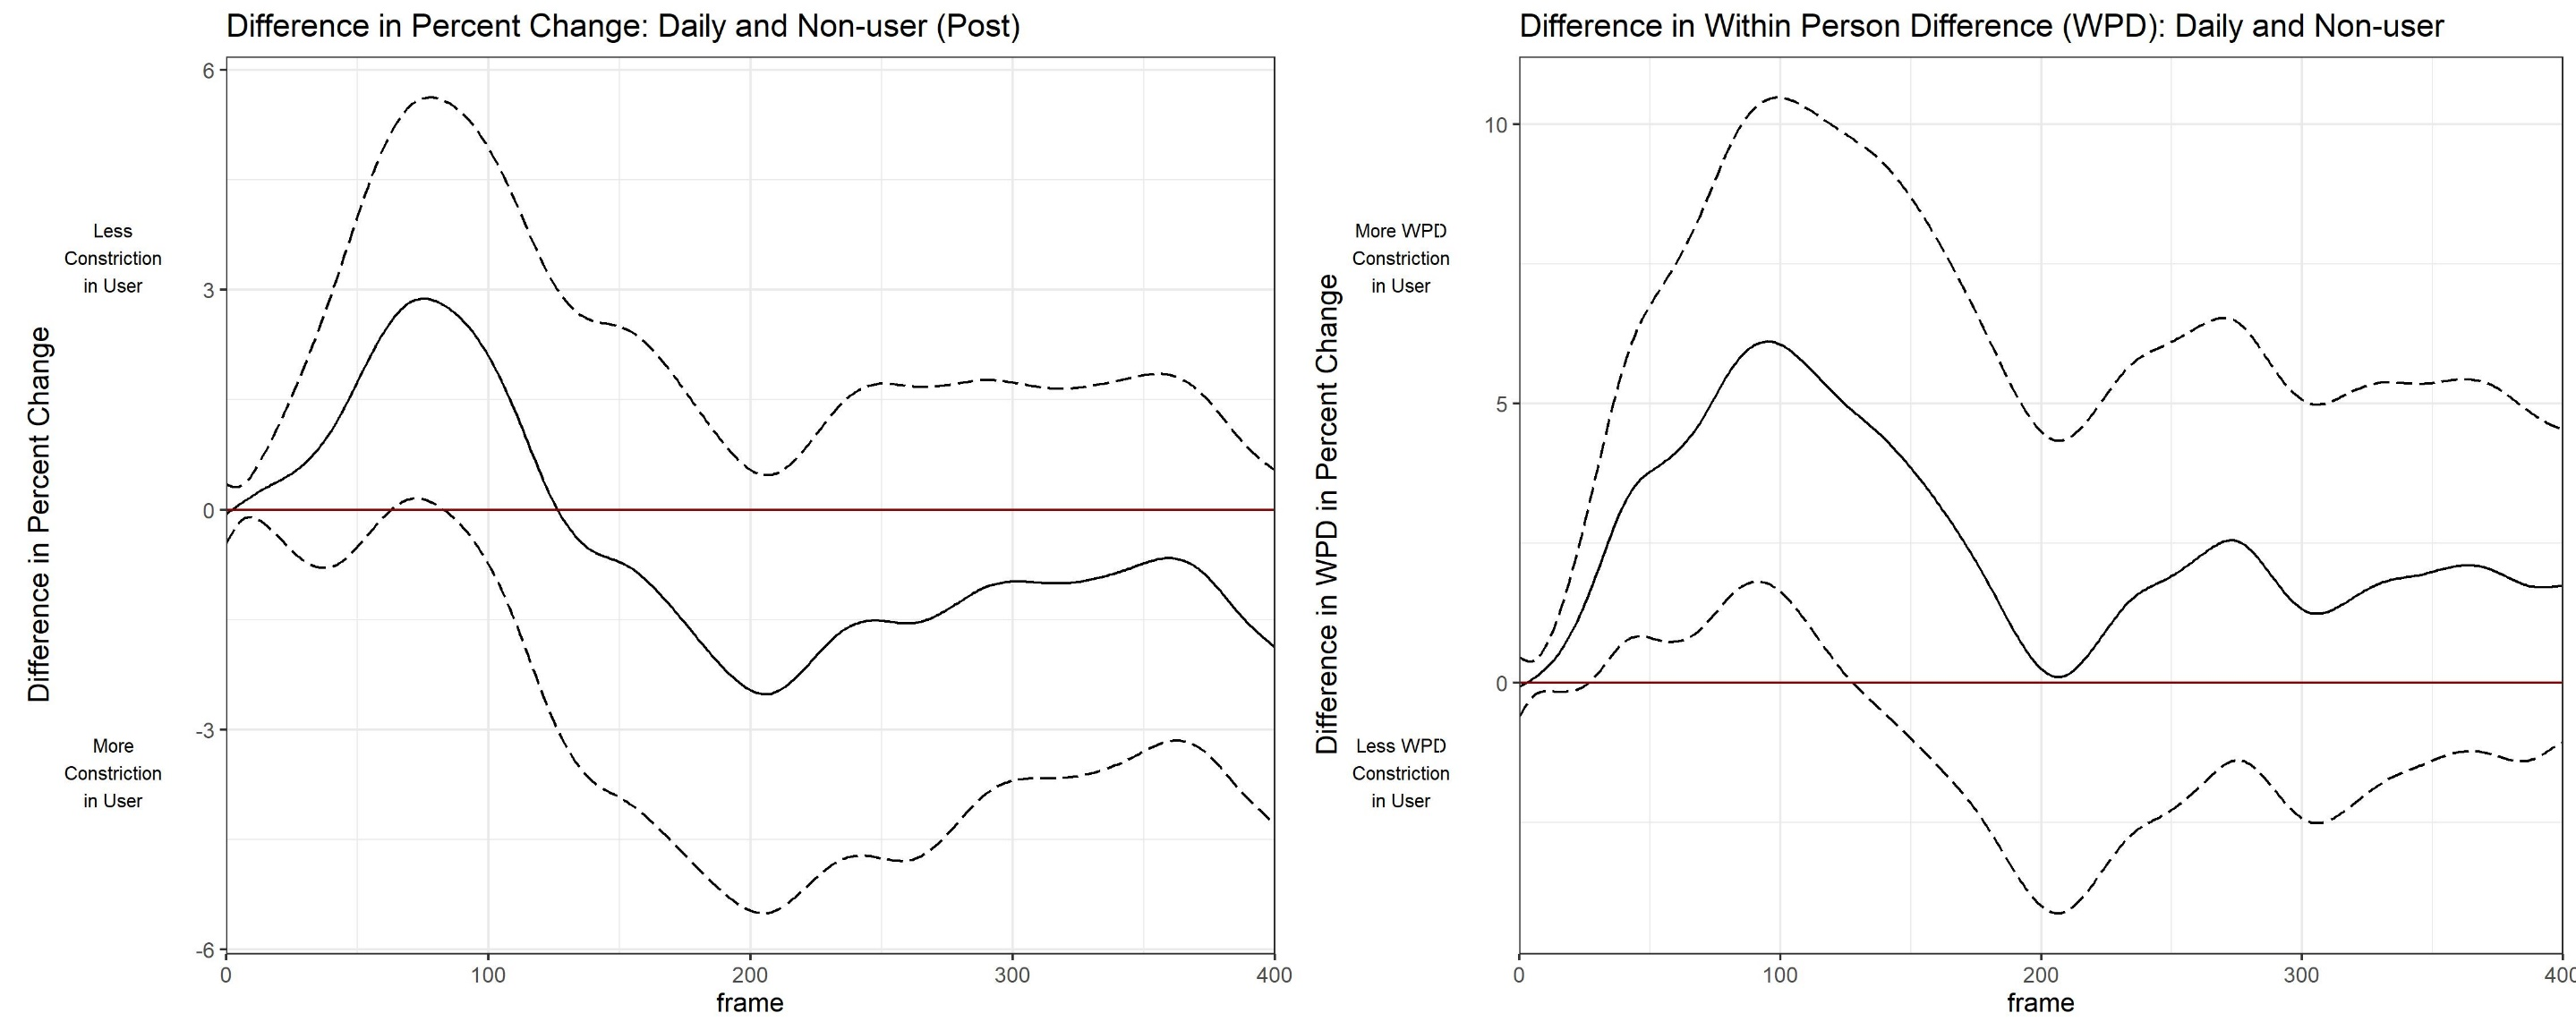 Difference in Percent Change: Daily and Non-user (Post)
6
3
0
-3
-6
Less
Constriction
in User
More
Constriction
in User
Difference in Percent Change
0
100
200
300
400
frame
Difference in Within Person Difference (WPD): Daily and Non-user
10
5
0
More WPD
Constriction
in User
Less WPD
Constriction
in User
Difference in WPD in Percent Change
0
100
200
300
400
frame